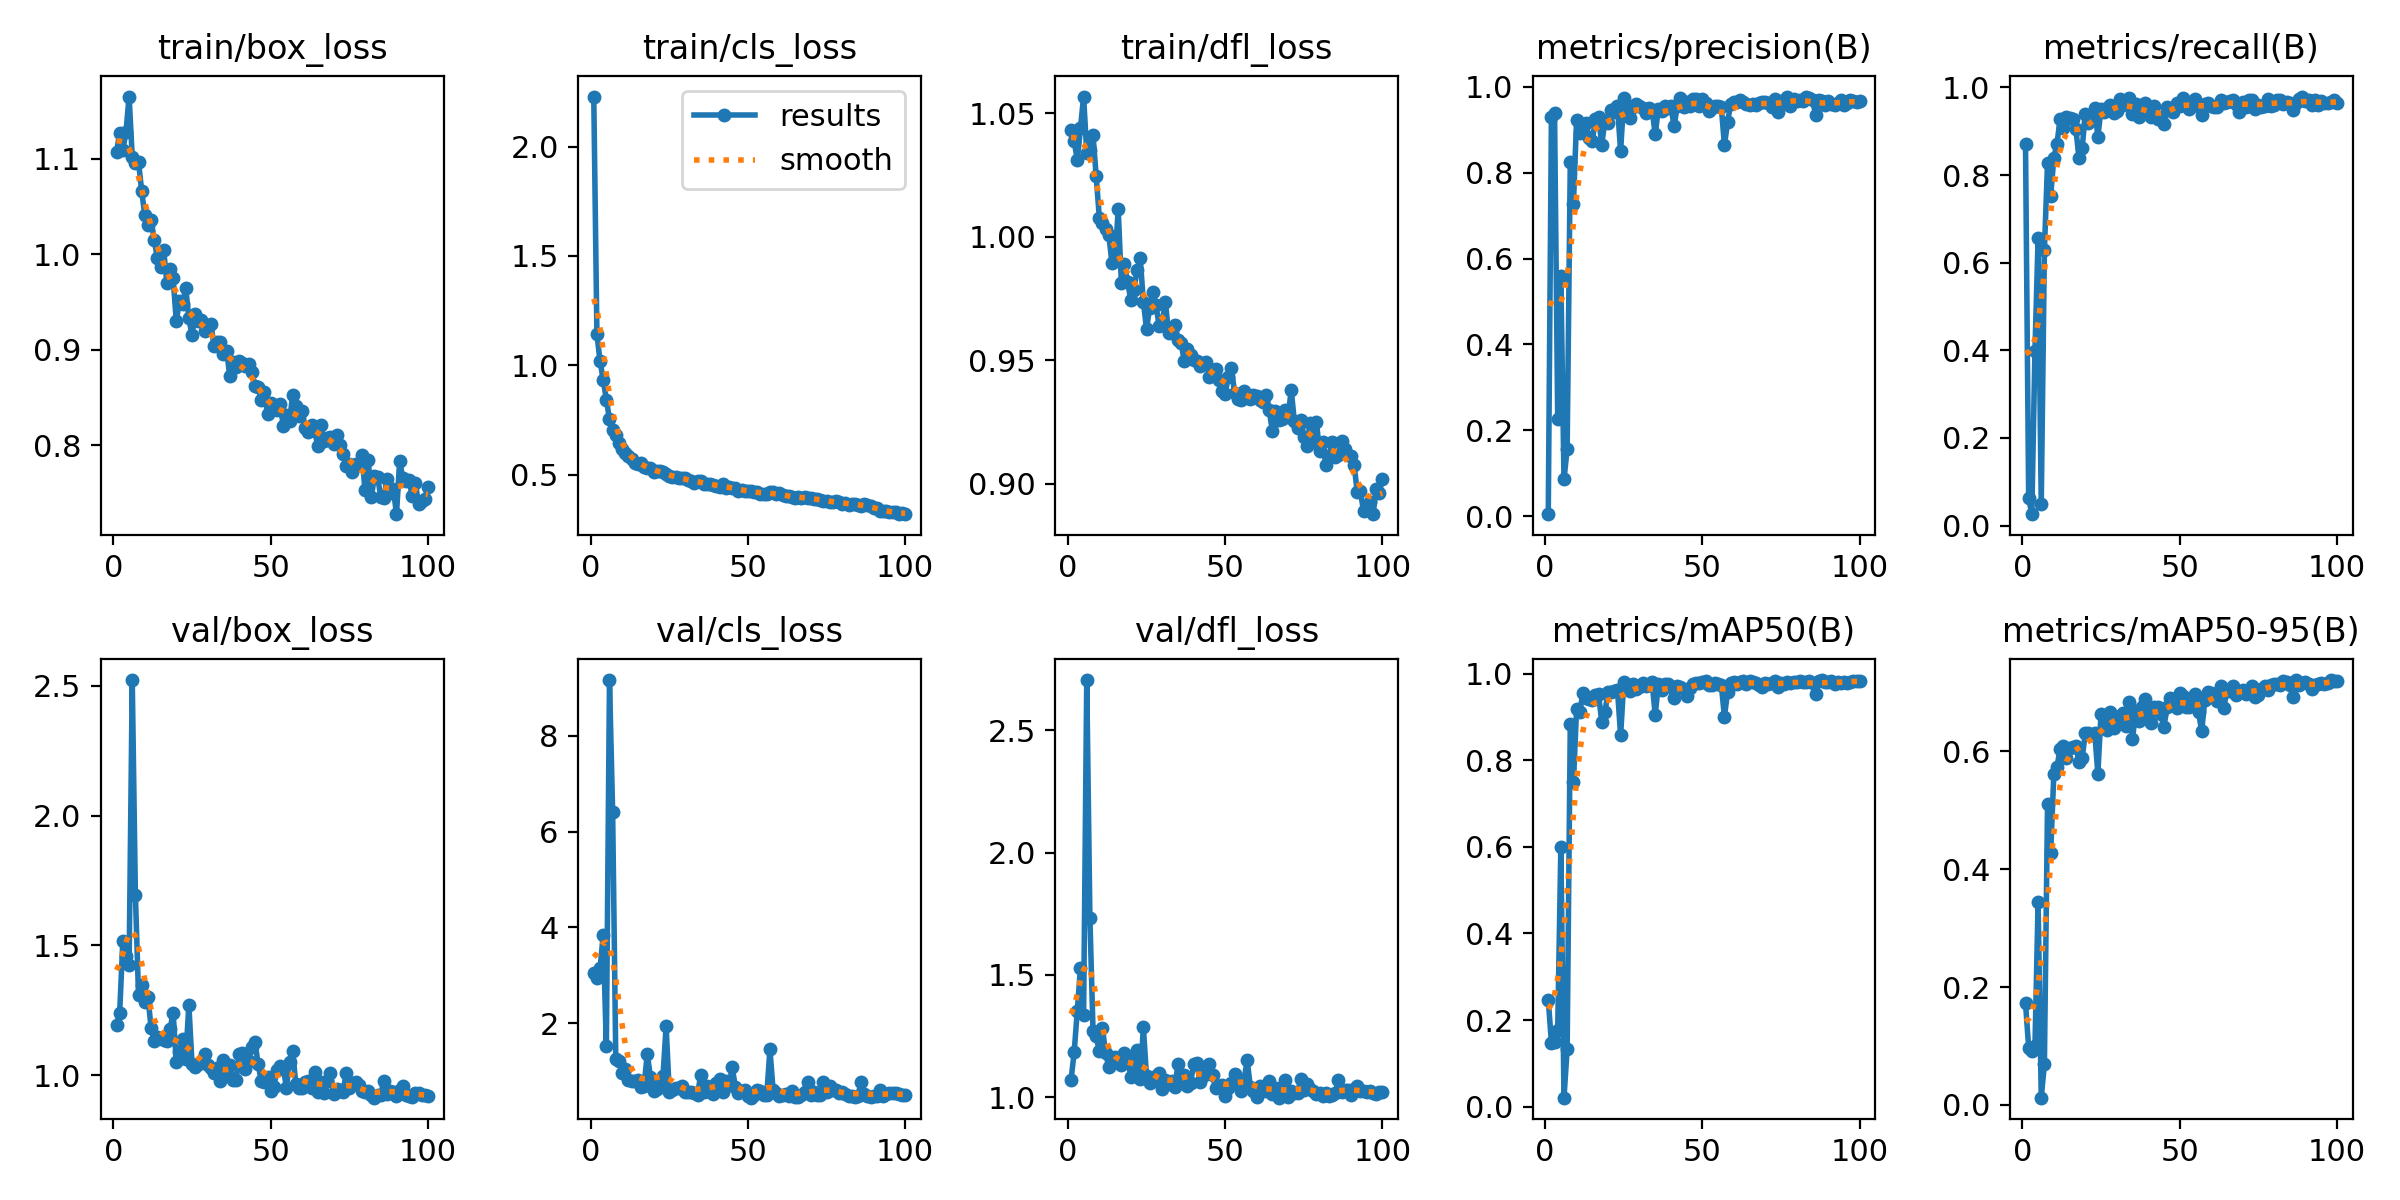 train/box_loss
1.1
1.0
0.9
0.8
0 50 100
train/cls_loss
results
smooth
2.0
1.5
1.0
0.5
0 50 100
train/dfl_loss
1.05
1.00
0.95
0.90
0 50 100
metrics/precision(B)
1.0
0.8
0.6
0.4
0.2
0.0
0 50 100
metrics/recall(B)
1.0
0.8
0.6
0.4
0.2
0.0
0 50 100
val/box_loss
2.5
2.0
1.5
1.0
0 50 100
val/cls_loss
8
6
4
2
0 50 100
val/dfl_loss
2.5
2.0
1.5
1.0
0 50 100
metrics/mAP50(B)
1.0
0.8
0.6
0.4
0.2
0.0
0 50 100
metrics/mAP50-95(B)
0.6
0.4
0.2
0.0
0 50 100